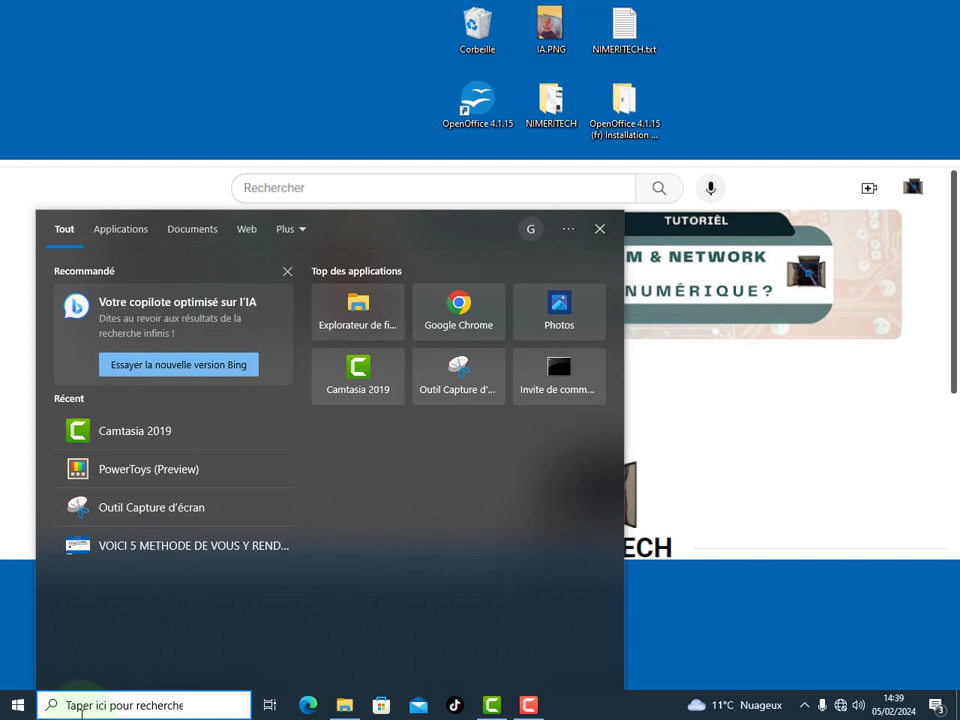 Corbeille
IA.PNG
NIMERITECH.txt
OpenOffice 4.1.15
NIMERITECH
OpenOffice 4.1.15
(fr) Installation ...
Rechercher
TUTORIÈL
M & NETWORK
NUMÉRIQUE?
Tout
Applications
Documents
Web
Plus
G
Recommandé
Votre copilote optimisé sur l'IA
Dites au revoir aux résultats de la
recherche infinis !
Essayer la nouvelle version Bing
Top des applications
Explorateur de fi...
Google Chrome
Photos
Camtasia 2019
Outil Capture d'...
Invite de comm...
Récent
Camtasia 2019
PowerToys (Preview)
Outil Capture d'écran
VOICI 5 METHODE DE VOUS Y REND...
ECH
Taper ici pour recherche
11°C Nuageux
14:39
05/02/2024
3